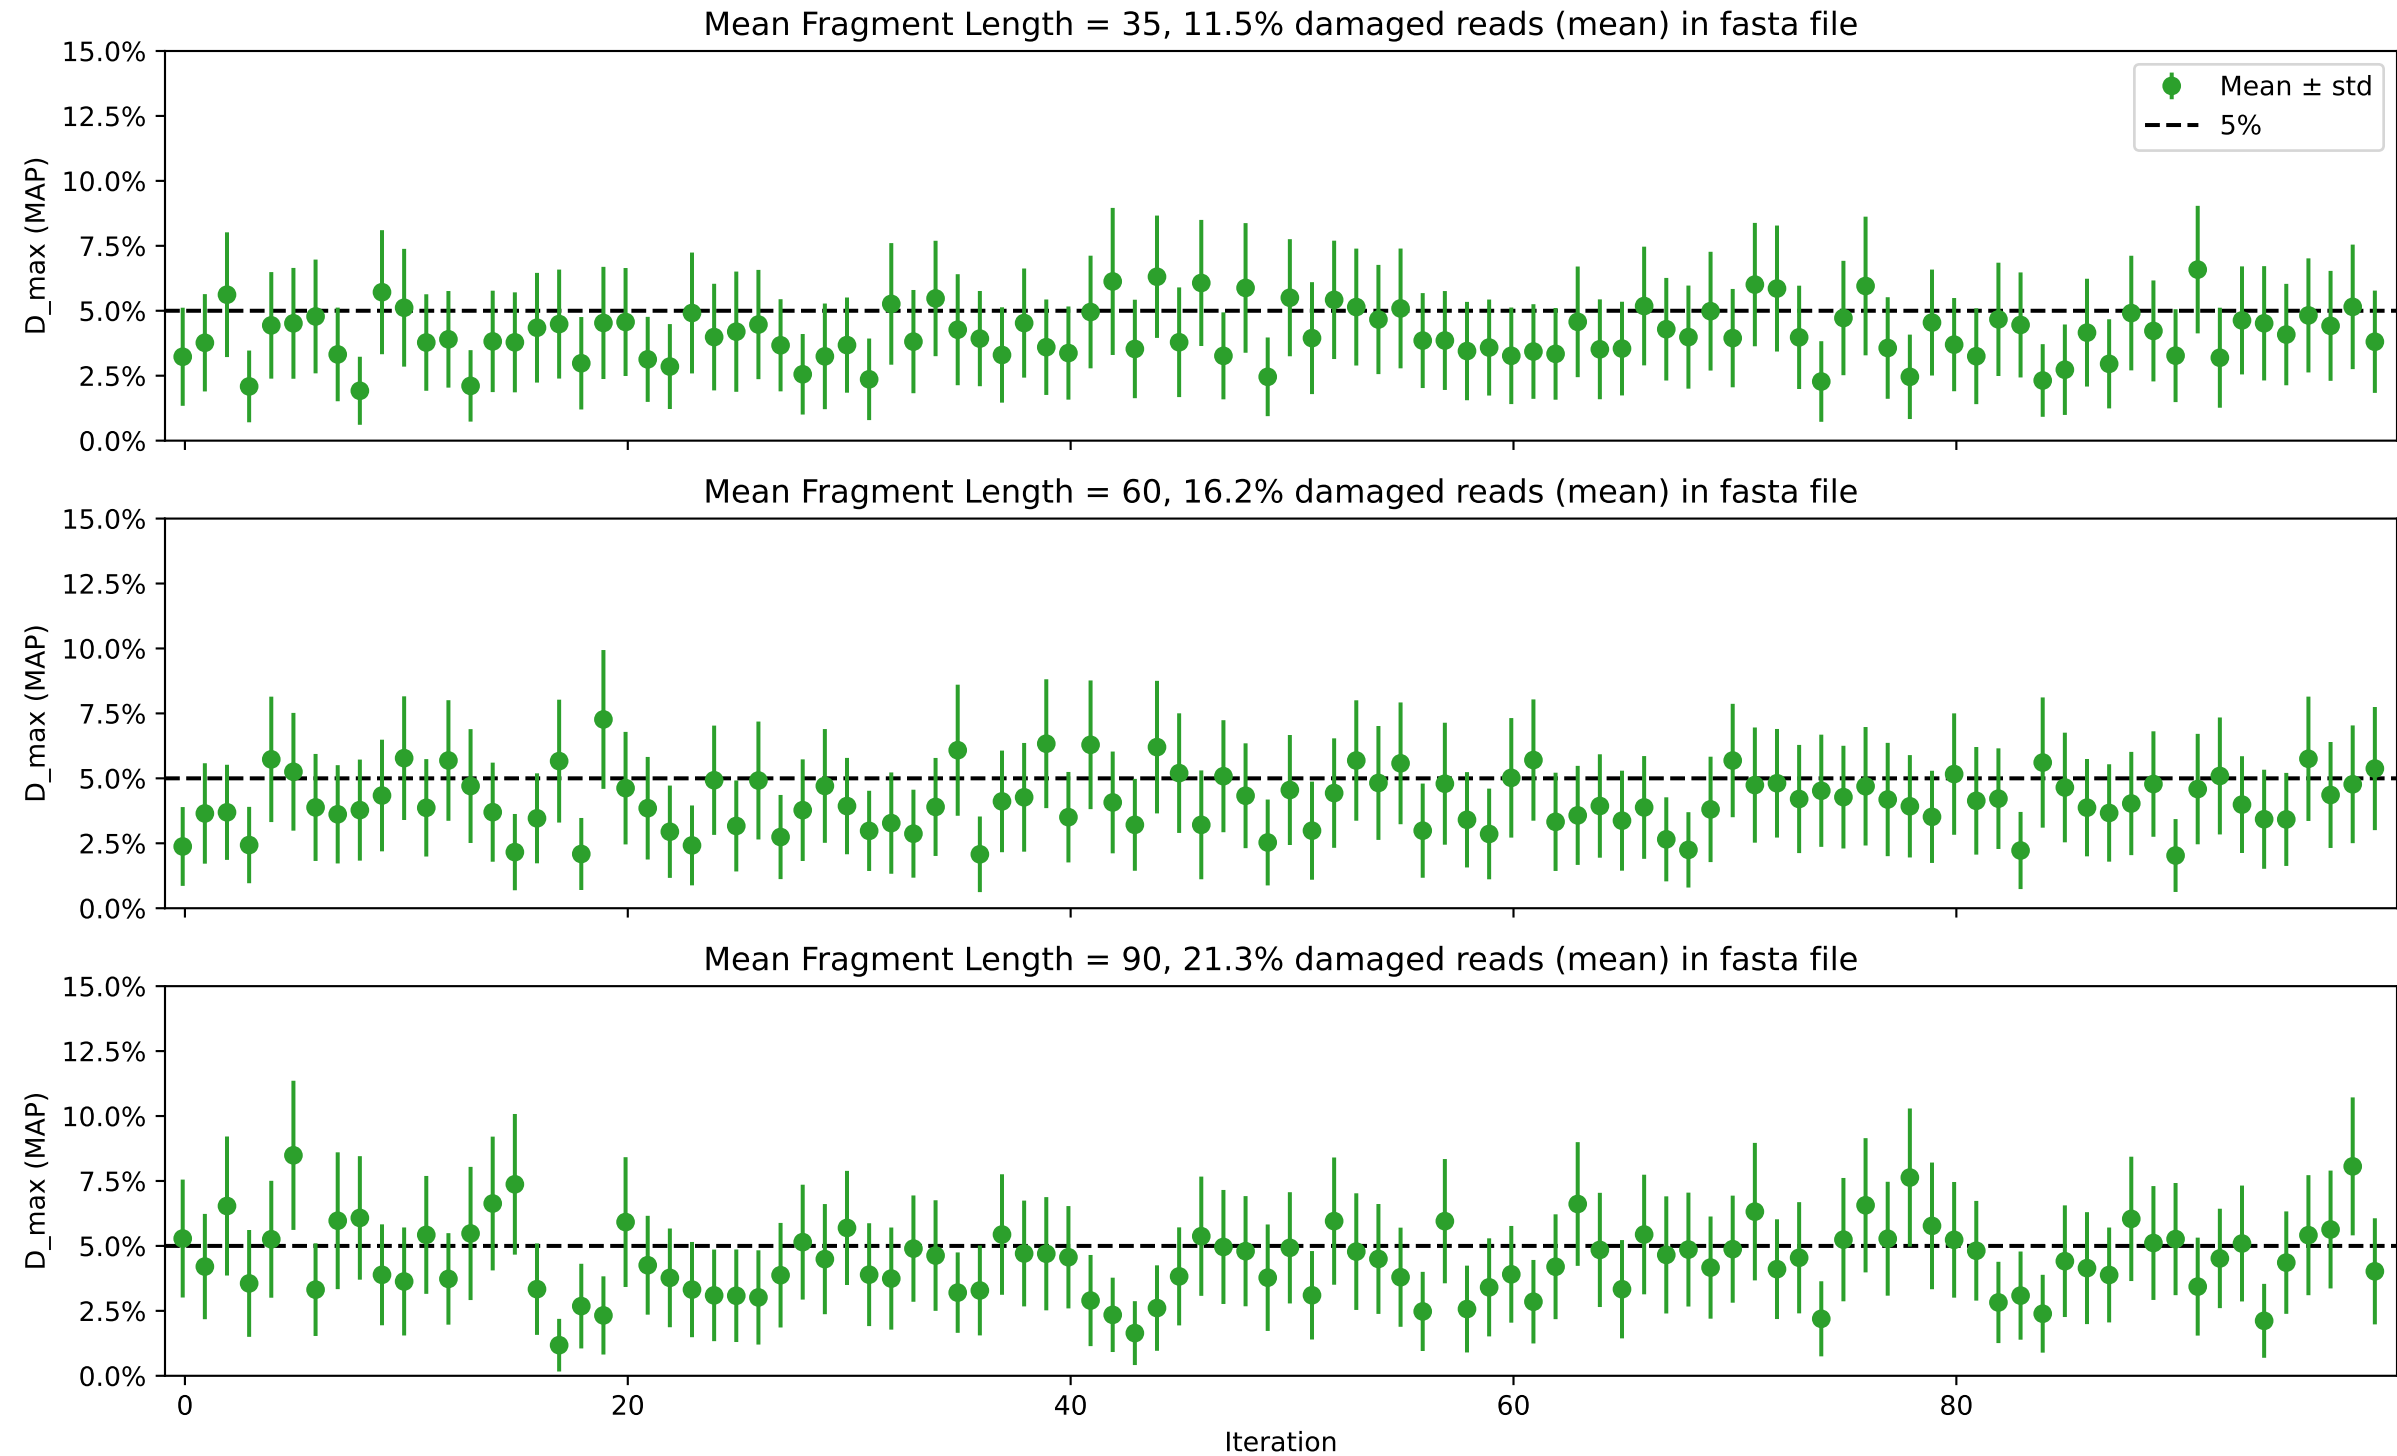 Mean Fragment Length = 35, 11.5% damaged reads (mean) in fasta file
15.0%
12.5%
10.0%
7.5%
5.0%
2.5%
0.0%
D_max (MAP)
Mean ± std
5%
Mean Fragment Length = 60, 16.2% damaged reads (mean) in fasta file
15.0%
12.5%
10.0%
7.5%
5.0%
2.5%
0.0%
D_max (MAP)
Mean Fragment Length = 90, 21.3% damaged reads (mean) in fasta file
15.0%
12.5%
10.0%
7.5%
5.0%
2.5%
0.0%
D_max (MAP)
0 20 40 60 80
Iteration